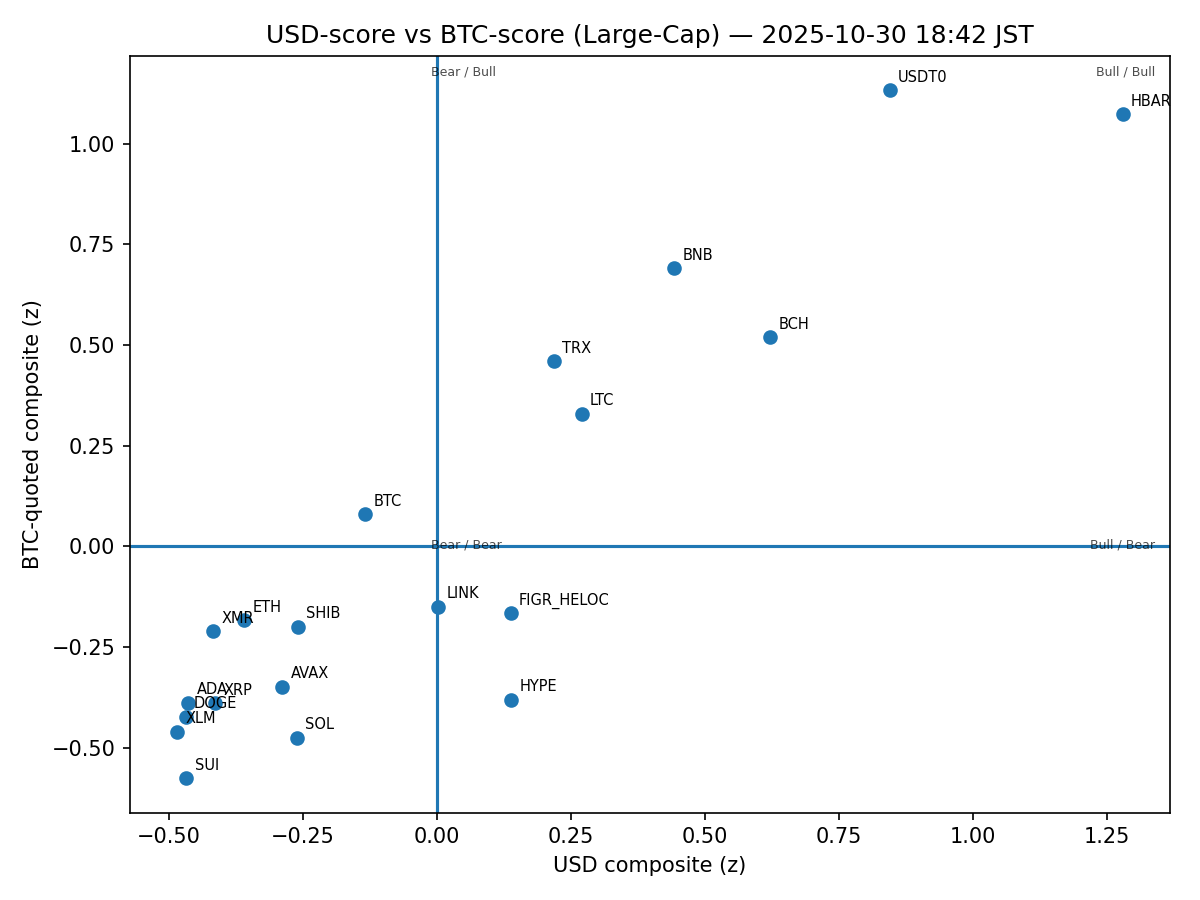 USD-score vs BTC-score (Large-Cap) — 2025-10-30 18:42 JST
Bear / Bull
Bull / Bull
USDT0
HBAR
BNB
BCH
TRX
LTC
BTC
Bear / Bear
Bull / Bear
LINK
FIGR_HELOC
ETH
XMR
SHIB
AVAX
HYPE
ADA
XRP
DOGE
XLM
SOL
SUI
1.00
0.75
0.50
0.25
0.00
−0.25
−0.50
BTC-quoted composite (z)
−0.50
−0.25
0.00
0.25
0.50
0.75
1.00
1.25
USD composite (z)